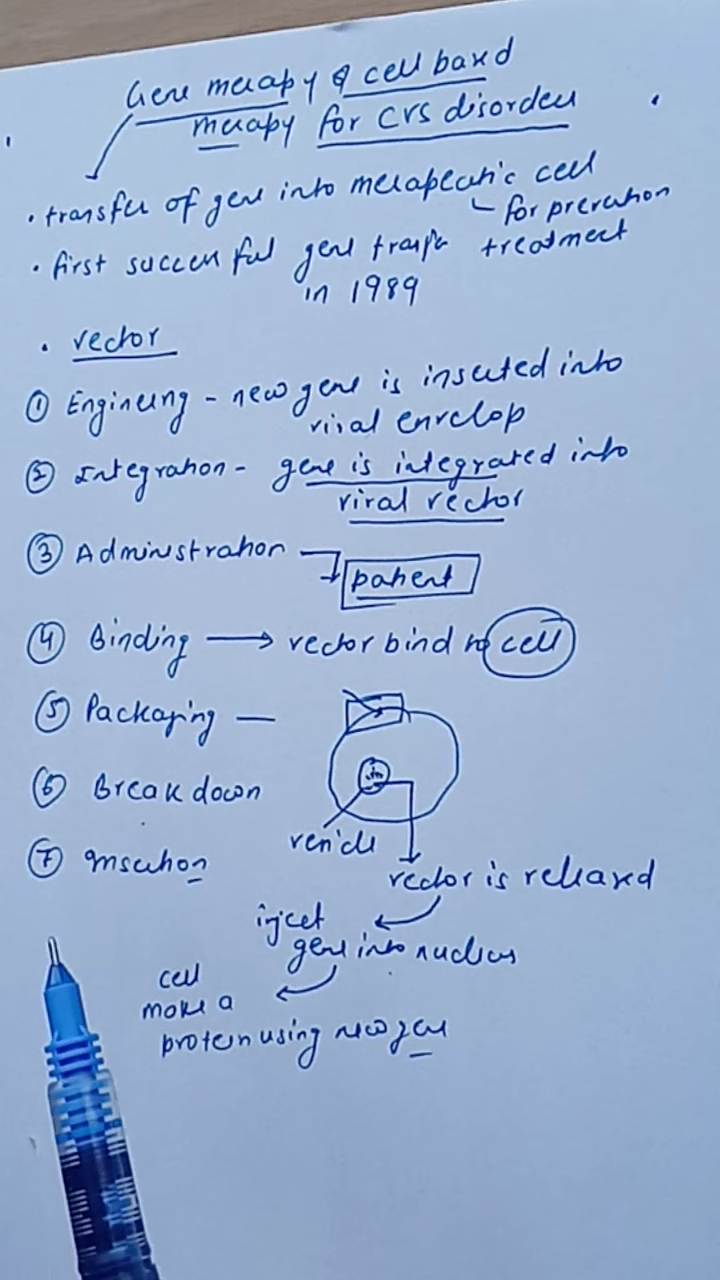 Gene therapy & cell based
therapy for CVS disorders
• transfer of gene into therapeutic cell
for prevention
• first successful gene transfer treatment
in 1989
• vector
① Engineering - new gene is inserted into
viral envelop
② Integration - gene is integrated into
viral vector
③ Administration
patient
④ Binding → vector bind to cell
⑤ Packaging —
⑥ Breakdown
vesicle
⑦ Insertion
vector is released
inject
gene into nucleus
cell
make a
protein using new gene